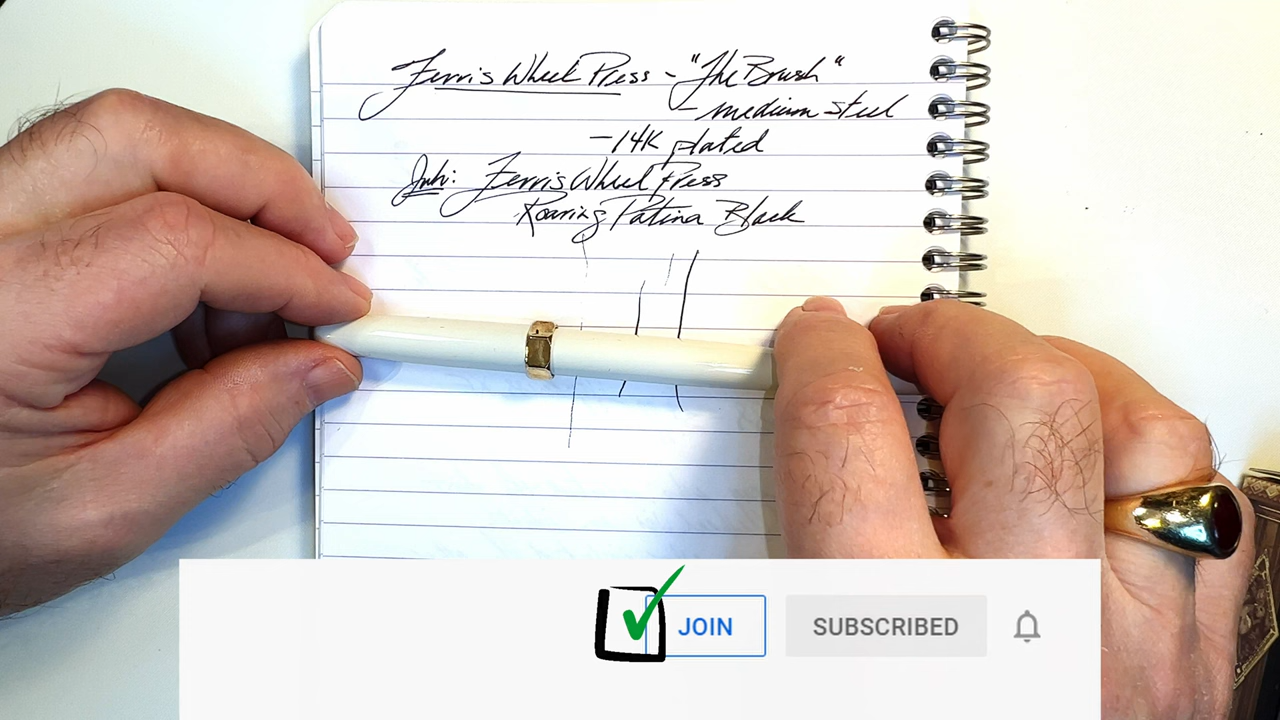 Ferris Wheel Press - "The Brush"
- medium steel
- 14K plated
Ink: Ferris Wheel Press
Roaring Patina Black
JOIN
SUBSCRIBED